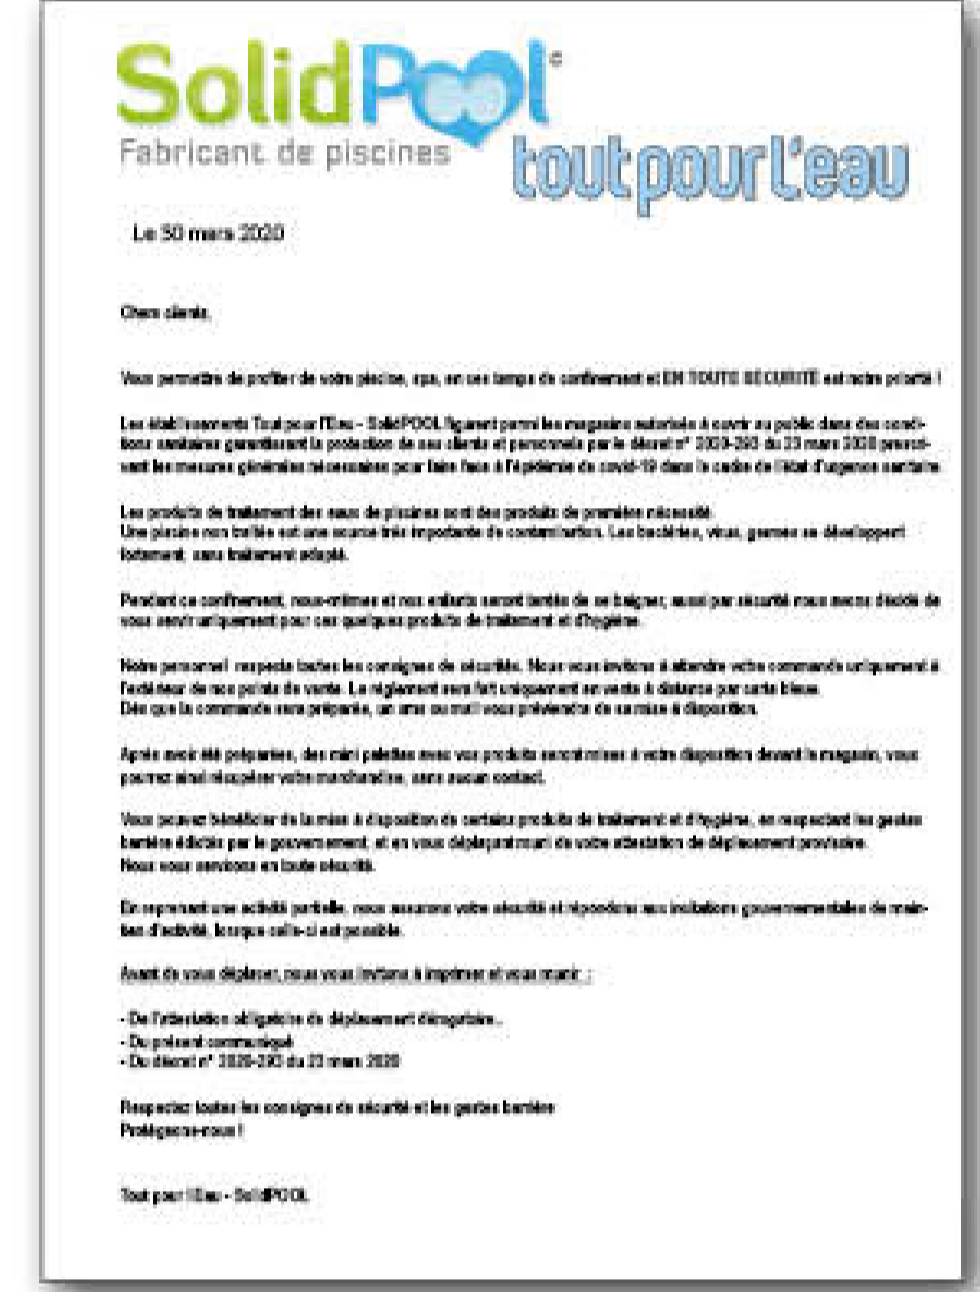 SolidPool©
Fabricant de piscines
tout pour l'eau
Le 30 mars 2020
Chers clients,
Vous permettre de profiter de votre piscine, spa, en ces temps de confinement et EN TOUTE SÉCURITÉ est notre priorité !
Les établissements Tout pour l'Eau - SolidPOOL figurent parmi les magasins autorisés à ouvrir au public dans des condi-
tions sanitaires garantissant la protection de ses clients et personnels par le décret n° 2020-293 du 23 mars 2020 prescri-
vant les mesures générales nécessaires pour faire face à l'épidémie de covid-19 dans le cadre de l'état d'urgence sanitaire.
Les produits de traitement des eaux de piscines sont des produits de première nécessité.
Une piscine non traitée est une source très importante de contamination. Les bactéries, virus, germes se développent
fortement, sans traitement adapté.
Pendant ce confinement, nous-mêmes et nos enfants seront tentés de se baigner, aussi par sécurité nous avons décidé de
vous servir uniquement pour ces quelques produits de traitement et d'hygiène.
Notre personnel respecte toutes les consignes de sécurités. Nous vous invitons à attendre votre commande uniquement à
l'extérieur de nos points de vente. Le règlement sera fait uniquement en vente à distance par carte bleue.
Dès que la commande sera préparée, un sms ou mail vous préviendra de sa mise à disposition.
Après avoir été préparées, des mini palettes avec vos produits seront mises à votre disposition devant le magasin, vous
pourrez ainsi récupérer votre marchandise, sans aucun contact.
Vous pouvez bénéficier de la mise à disposition de certains produits de traitement et d'hygiène, en respectant les gestes
barrière édictés par le gouvernement, et en vous déplaçant muni de votre attestation de déplacement provisoire.
Nous vous servirons en toute sécurité.
En reprenant une activité partielle, nous assurons votre sécurité et répondons aux incitations gouvernementales de main-
tien d'activité, lorsque celle-ci est possible.
Avant de vous déplacer, nous vous invitons à imprimer et vous munir :
- De l'attestation obligatoire de déplacement dérogatoire.
- Du présent communiqué
- Du décret n° 2020-293 du 23 mars 2020
Respectez toutes les consignes de sécurité et les gestes barrière
Protégeons-nous !
Tout pour l'Eau - SolidPOOL